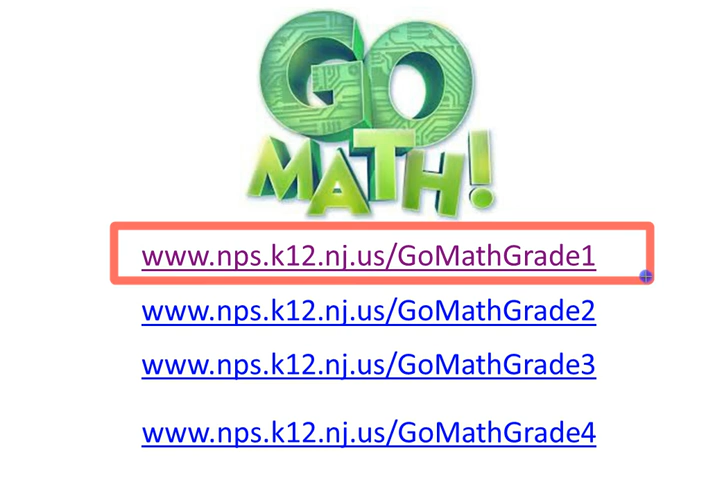 GO
MATH!
www.nps.k12.nj.us/GoMathGrade1
www.nps.k12.nj.us/GoMathGrade2
www.nps.k12.nj.us/GoMathGrade3
www.nps.k12.nj.us/GoMathGrade4